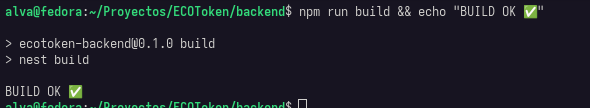 alva@fedora:~/Proyectos/ECOToken/backend$ npm run build && echo "BUILD OK ✅"
> ecotoken-backend@0.1.0 build
> nest build
BUILD OK ✅
alva@fedora:~/Proyectos/ECOToken/backend$